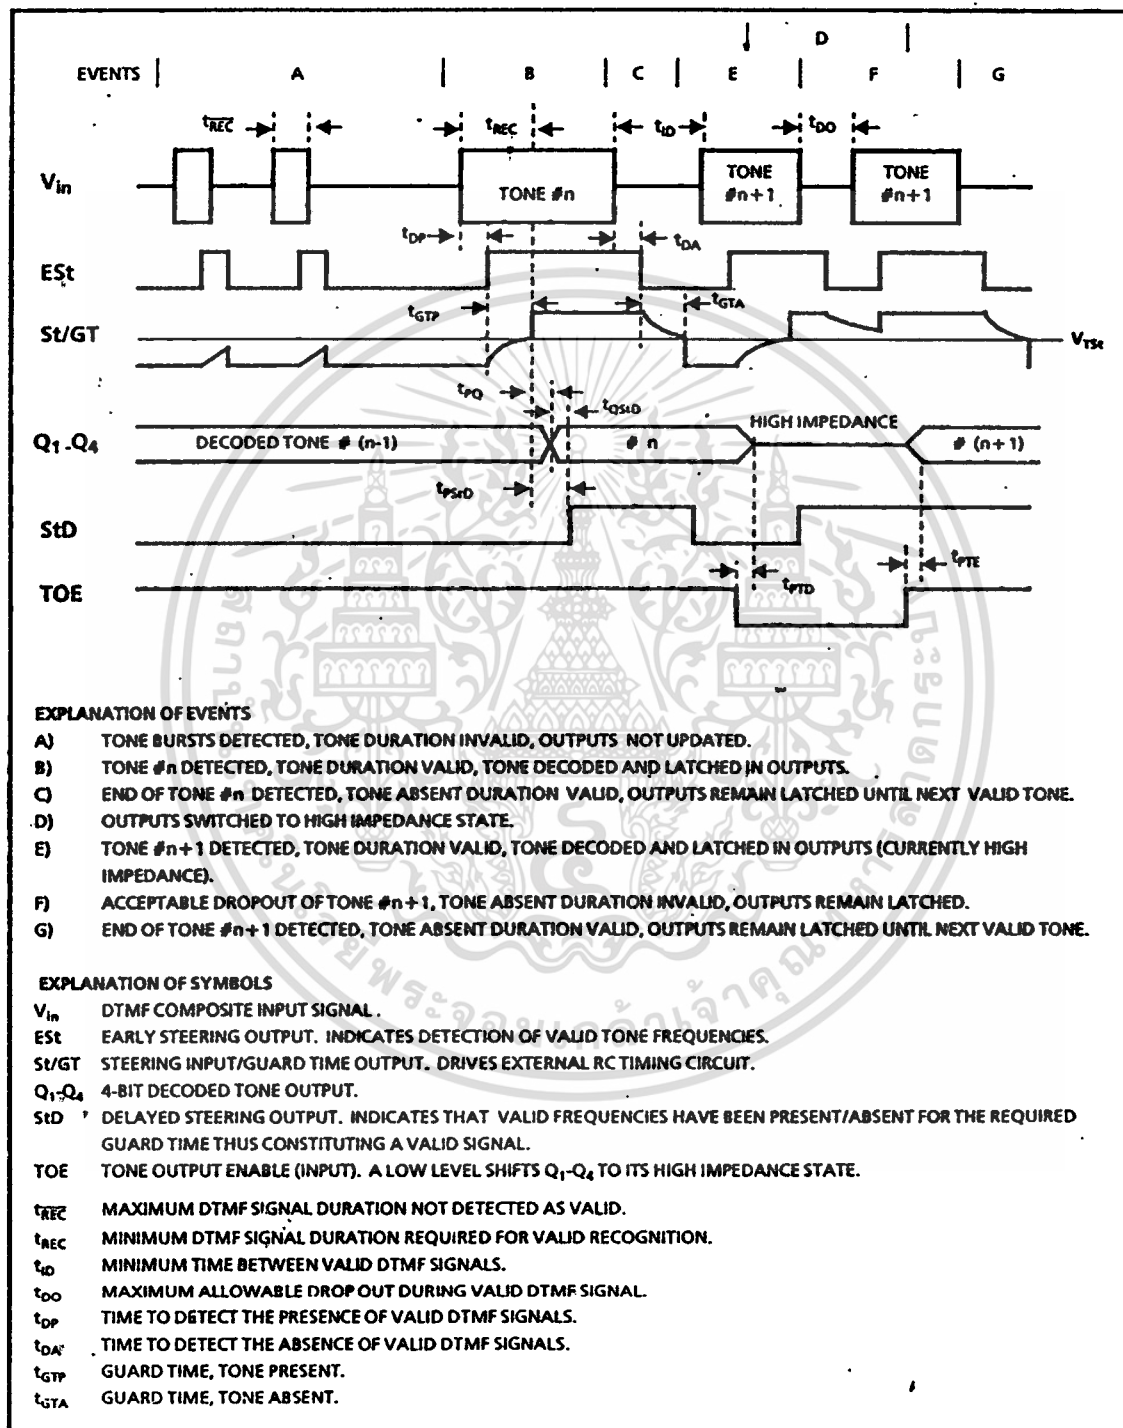 D
EVENTS A B C E F G
tREC tREC tID tDO
Vin TONE #n TONE #n+1 TONE #n+1
tDP tDA
ESt
tGTP tGTA
St/GT VTSt
tPQ tQStD
HIGH IMPEDANCE
Q1-Q4 DECODED TONE # (n-1) # n # (n+1)
tPStD
StD
tPTD tPTE
TOE
EXPLANATION OF EVENTS
A) TONE BURSTS DETECTED, TONE DURATION INVALID, OUTPUTS NOT UPDATED.
B) TONE #n DETECTED, TONE DURATION VALID, TONE DECODED AND LATCHED IN OUTPUTS.
C) END OF TONE #n DETECTED, TONE ABSENT DURATION VALID, OUTPUTS REMAIN LATCHED UNTIL NEXT VALID TONE.
D) OUTPUTS SWITCHED TO HIGH IMPEDANCE STATE.
E) TONE #n+1 DETECTED, TONE DURATION VALID, TONE DECODED AND LATCHED IN OUTPUTS (CURRENTLY HIGH
IMPEDANCE).
F) ACCEPTABLE DROPOUT OF TONE #n+1, TONE ABSENT DURATION INVALID, OUTPUTS REMAIN LATCHED.
G) END OF TONE #n+1 DETECTED, TONE ABSENT DURATION VALID, OUTPUTS REMAIN LATCHED UNTIL NEXT VALID TONE.
EXPLANATION OF SYMBOLS
Vin DTMF COMPOSITE INPUT SIGNAL.
ESt EARLY STEERING OUTPUT. INDICATES DETECTION OF VALID TONE FREQUENCIES.
St/GT STEERING INPUT/GUARD TIME OUTPUT. DRIVES EXTERNAL RC TIMING CIRCUIT.
Q1-Q4 4-BIT DECODED TONE OUTPUT.
StD DELAYED STEERING OUTPUT. INDICATES THAT VALID FREQUENCIES HAVE BEEN PRESENT/ABSENT FOR THE REQUIRED
GUARD TIME THUS CONSTITUTING A VALID SIGNAL.
TOE TONE OUTPUT ENABLE (INPUT). A LOW LEVEL SHIFTS Q1-Q4 TO ITS HIGH IMPEDANCE STATE.
tREC MAXIMUM DTMF SIGNAL DURATION NOT DETECTED AS VALID.
tREC MINIMUM DTMF SIGNAL DURATION REQUIRED FOR VALID RECOGNITION.
tID MINIMUM TIME BETWEEN VALID DTMF SIGNALS.
tDO MAXIMUM ALLOWABLE DROP OUT DURING VALID DTMF SIGNAL.
tDP TIME TO DETECT THE PRESENCE OF VALID DTMF SIGNALS.
tDA TIME TO DETECT THE ABSENCE OF VALID DTMF SIGNALS.
tGTP GUARD TIME, TONE PRESENT.
tGTA GUARD TIME, TONE ABSENT.